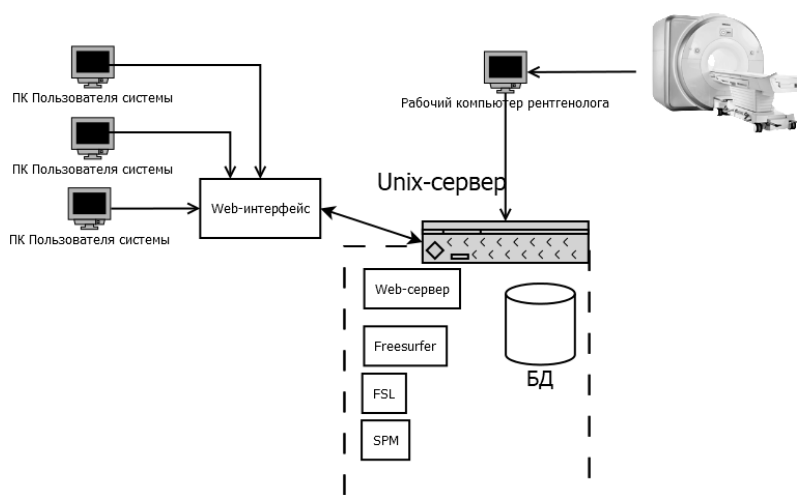 ПК Пользователя системы
Рабочий компьютер рентгенолога
ПК Пользователя системы
Unix-сервер
Web-интерфейс
ПК Пользователя системы
Web-сервер
Freesurfer
БД
FSL
SPM